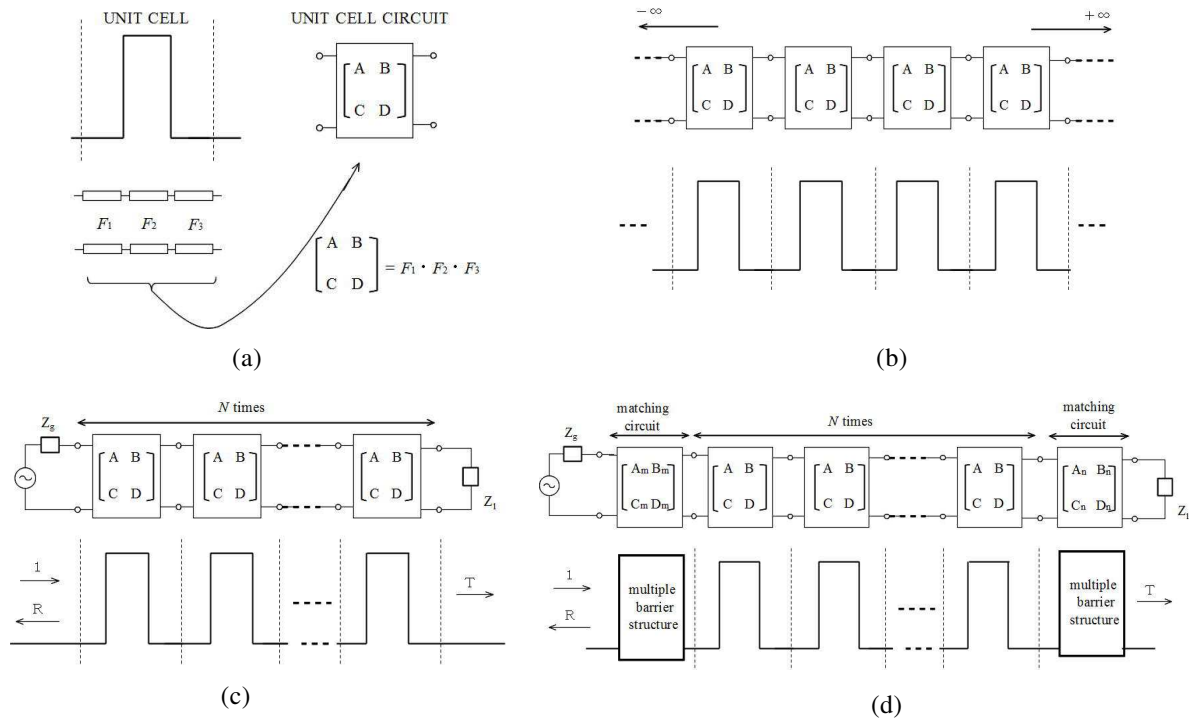 UNIT CELL
UNIT CELL CIRCUIT
A B
C D
F1 F2 F3
A B
C D
= F1 · F2 · F3
(a)
− ∞
+ ∞
A B
C D
A B
C D
A B
C D
A B
C D
(b)
N times
Zg
A B
C D
A B
C D
A B
C D
Zl
1
R
T
(c)
matching
circuit
N times
matching
circuit
Zg
Am Bm
Cm Dm
A B
C D
A B
C D
A B
C D
An Bn
Cn Dn
Zl
1
R
multiple
barrier
structure
multiple
barrier
structure
T
(d)